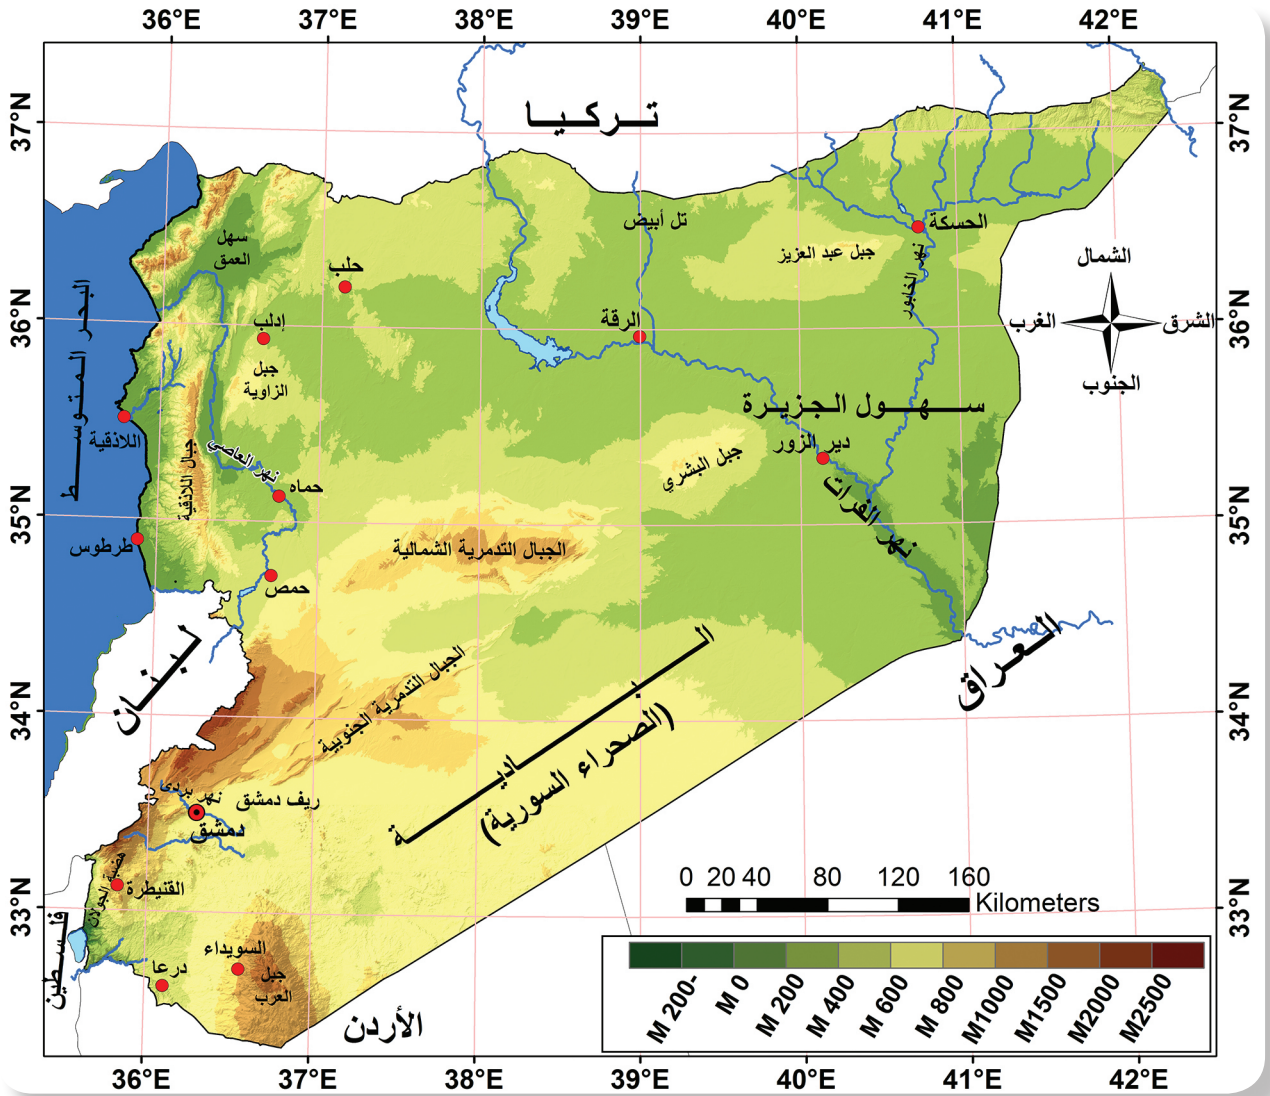 36°E 37°E 38°E 39°E 40°E 41°E 42°E
37°N
37°N
تركيا
تل أبيض
الحسكة
سهل
العمق
جبل عبد العزيز
نهر الخابور
حلب
الشمال
الغرب
الشرق
الجنوب
36°N
36°N
البحر المتوسط
إدلب
الرقة
جبل
الزاوية
سهول الجزيرة
اللاذقية
دير الزور
جبل البشري
نهر العاصي
جبال اللاذقية
حماه
نهر الفرات
35°N
35°N
طرطوس
الجبال التدمرية الشمالية
حمص
لبنان
العراق
الجبال التدمرية الجنوبية
34°N
34°N
البادية
(الصحراء السورية)
نهر بردى
ريف دمشق
دمشق
هضبة الجولان
القنيطرة
33°N
33°N
فلسطين
السويداء
جبل
العرب
درعا
الأردن
0 20 40 80 120 160
Kilometers
M 200- M 0 M 200 M 400 M 600 M 800 M1000 M1500 M2000 M2500
36°E 37°E 38°E 39°E 40°E 41°E 42°E